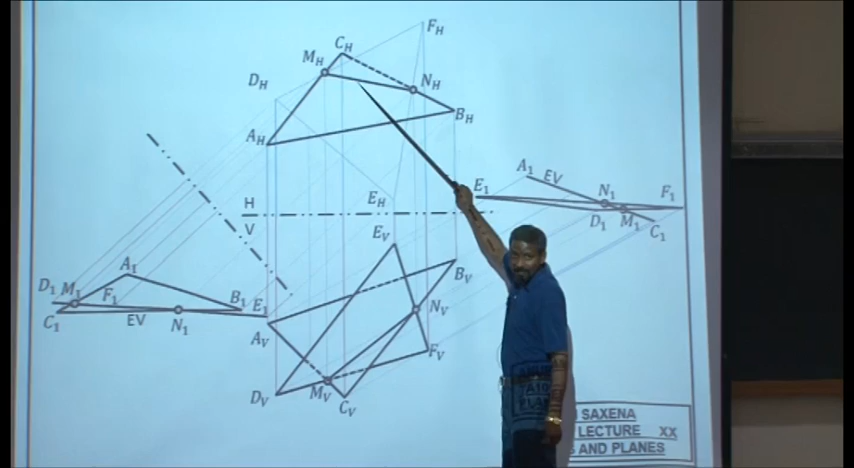 F_H
C_H
M_H
D_H
N_H
B_H
A_H
A_1 EV
E_1
N_1
F_1
E_H
D_1 M_1
C_1
H
V
E_V
A_1
B_V
D_1 M_1
F_1
B_1 E_1
C_1
EV
N_1
A_V
N_V
F_V
D_V
M_V
C_V
SAXENA
LECTURE XX
AND PLANES